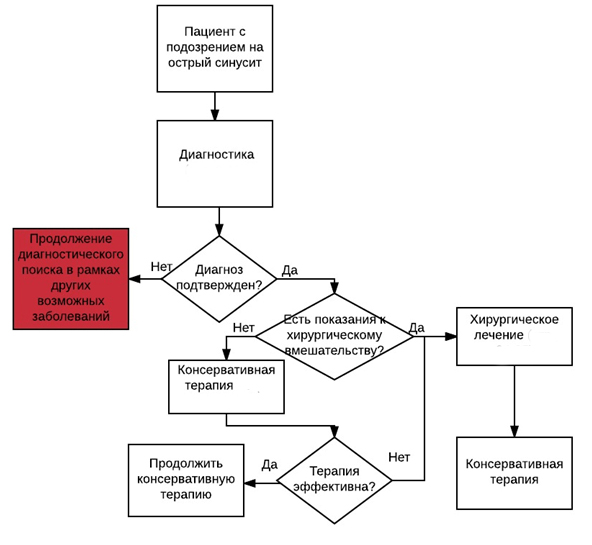 Пациент с
подозрением на
острый синусит
Диагностика
Продолжение
диагностического
поиска в рамках
других
возможных
заболеваний
Нет
Диагноз
подтвержден?
Да
Нет
Есть показания к
хирургическому
вмешательству?
Да
Хирургическое
лечение
Консервативная
терапия
Продолжить
консервативную
терапию
Да
Терапия
эффективна?
Нет
Консервативная
терапия